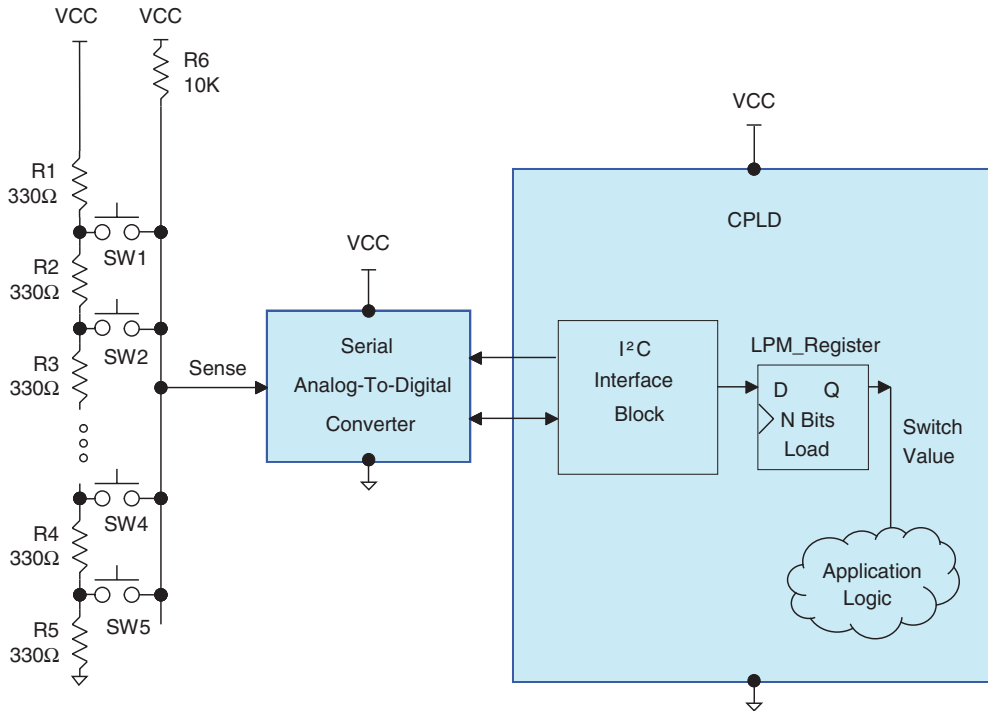 VCC
VCC
R6
10K
R1
330Ω
SW1
R2
330Ω
SW2
R3
330Ω
SW4
R4
330Ω
SW5
R5
330Ω
Sense
VCC
Serial
Analog-To-Digital
Converter
VCC
CPLD
I²C
Interface
Block
LPM_Register
D Q
N Bits
Load
Switch
Value
Application
Logic